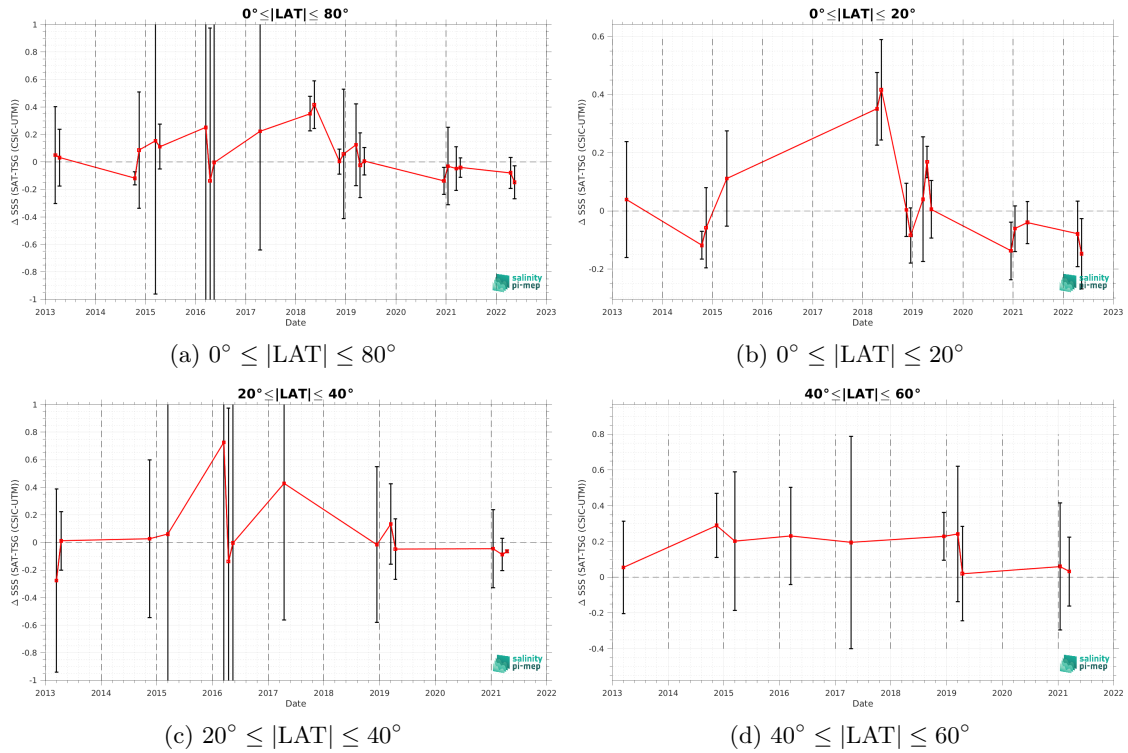 0°≤|LAT|≤ 80°
Δ SSS (SAT-TSG (CSIC-UTM))
1
0.8
0.6
0.4
0.2
0
-0.2
-0.4
-0.6
-0.8
-1
2013 2014 2015 2016 2017 2018 2019 2020 2021 2022 2023
Date
salinity
pi-mep
(a) 0° ≤ |LAT| ≤ 80°
0°≤|LAT|≤ 20°
Δ SSS (SAT-TSG (CSIC-UTM))
0.6
0.4
0.2
0
-0.2
2013 2014 2015 2016 2017 2018 2019 2020 2021 2022 2023
Date
salinity
pi-mep
(b) 0° ≤ |LAT| ≤ 20°
20°≤|LAT|≤ 40°
Δ SSS (SAT-TSG (CSIC-UTM))
1
0.8
0.6
0.4
0.2
0
-0.2
-0.4
-0.6
-0.8
-1
2013 2014 2015 2016 2017 2018 2019 2020 2021 2022
Date
salinity
pi-mep
(c) 20° ≤ |LAT| ≤ 40°
40°≤|LAT|≤ 60°
Δ SSS (SAT-TSG (CSIC-UTM))
0.8
0.6
0.4
0.2
0
-0.2
-0.4
2013 2014 2015 2016 2017 2018 2019 2020 2021 2022
Date
salinity
pi-mep
(d) 40° ≤ |LAT| ≤ 60°